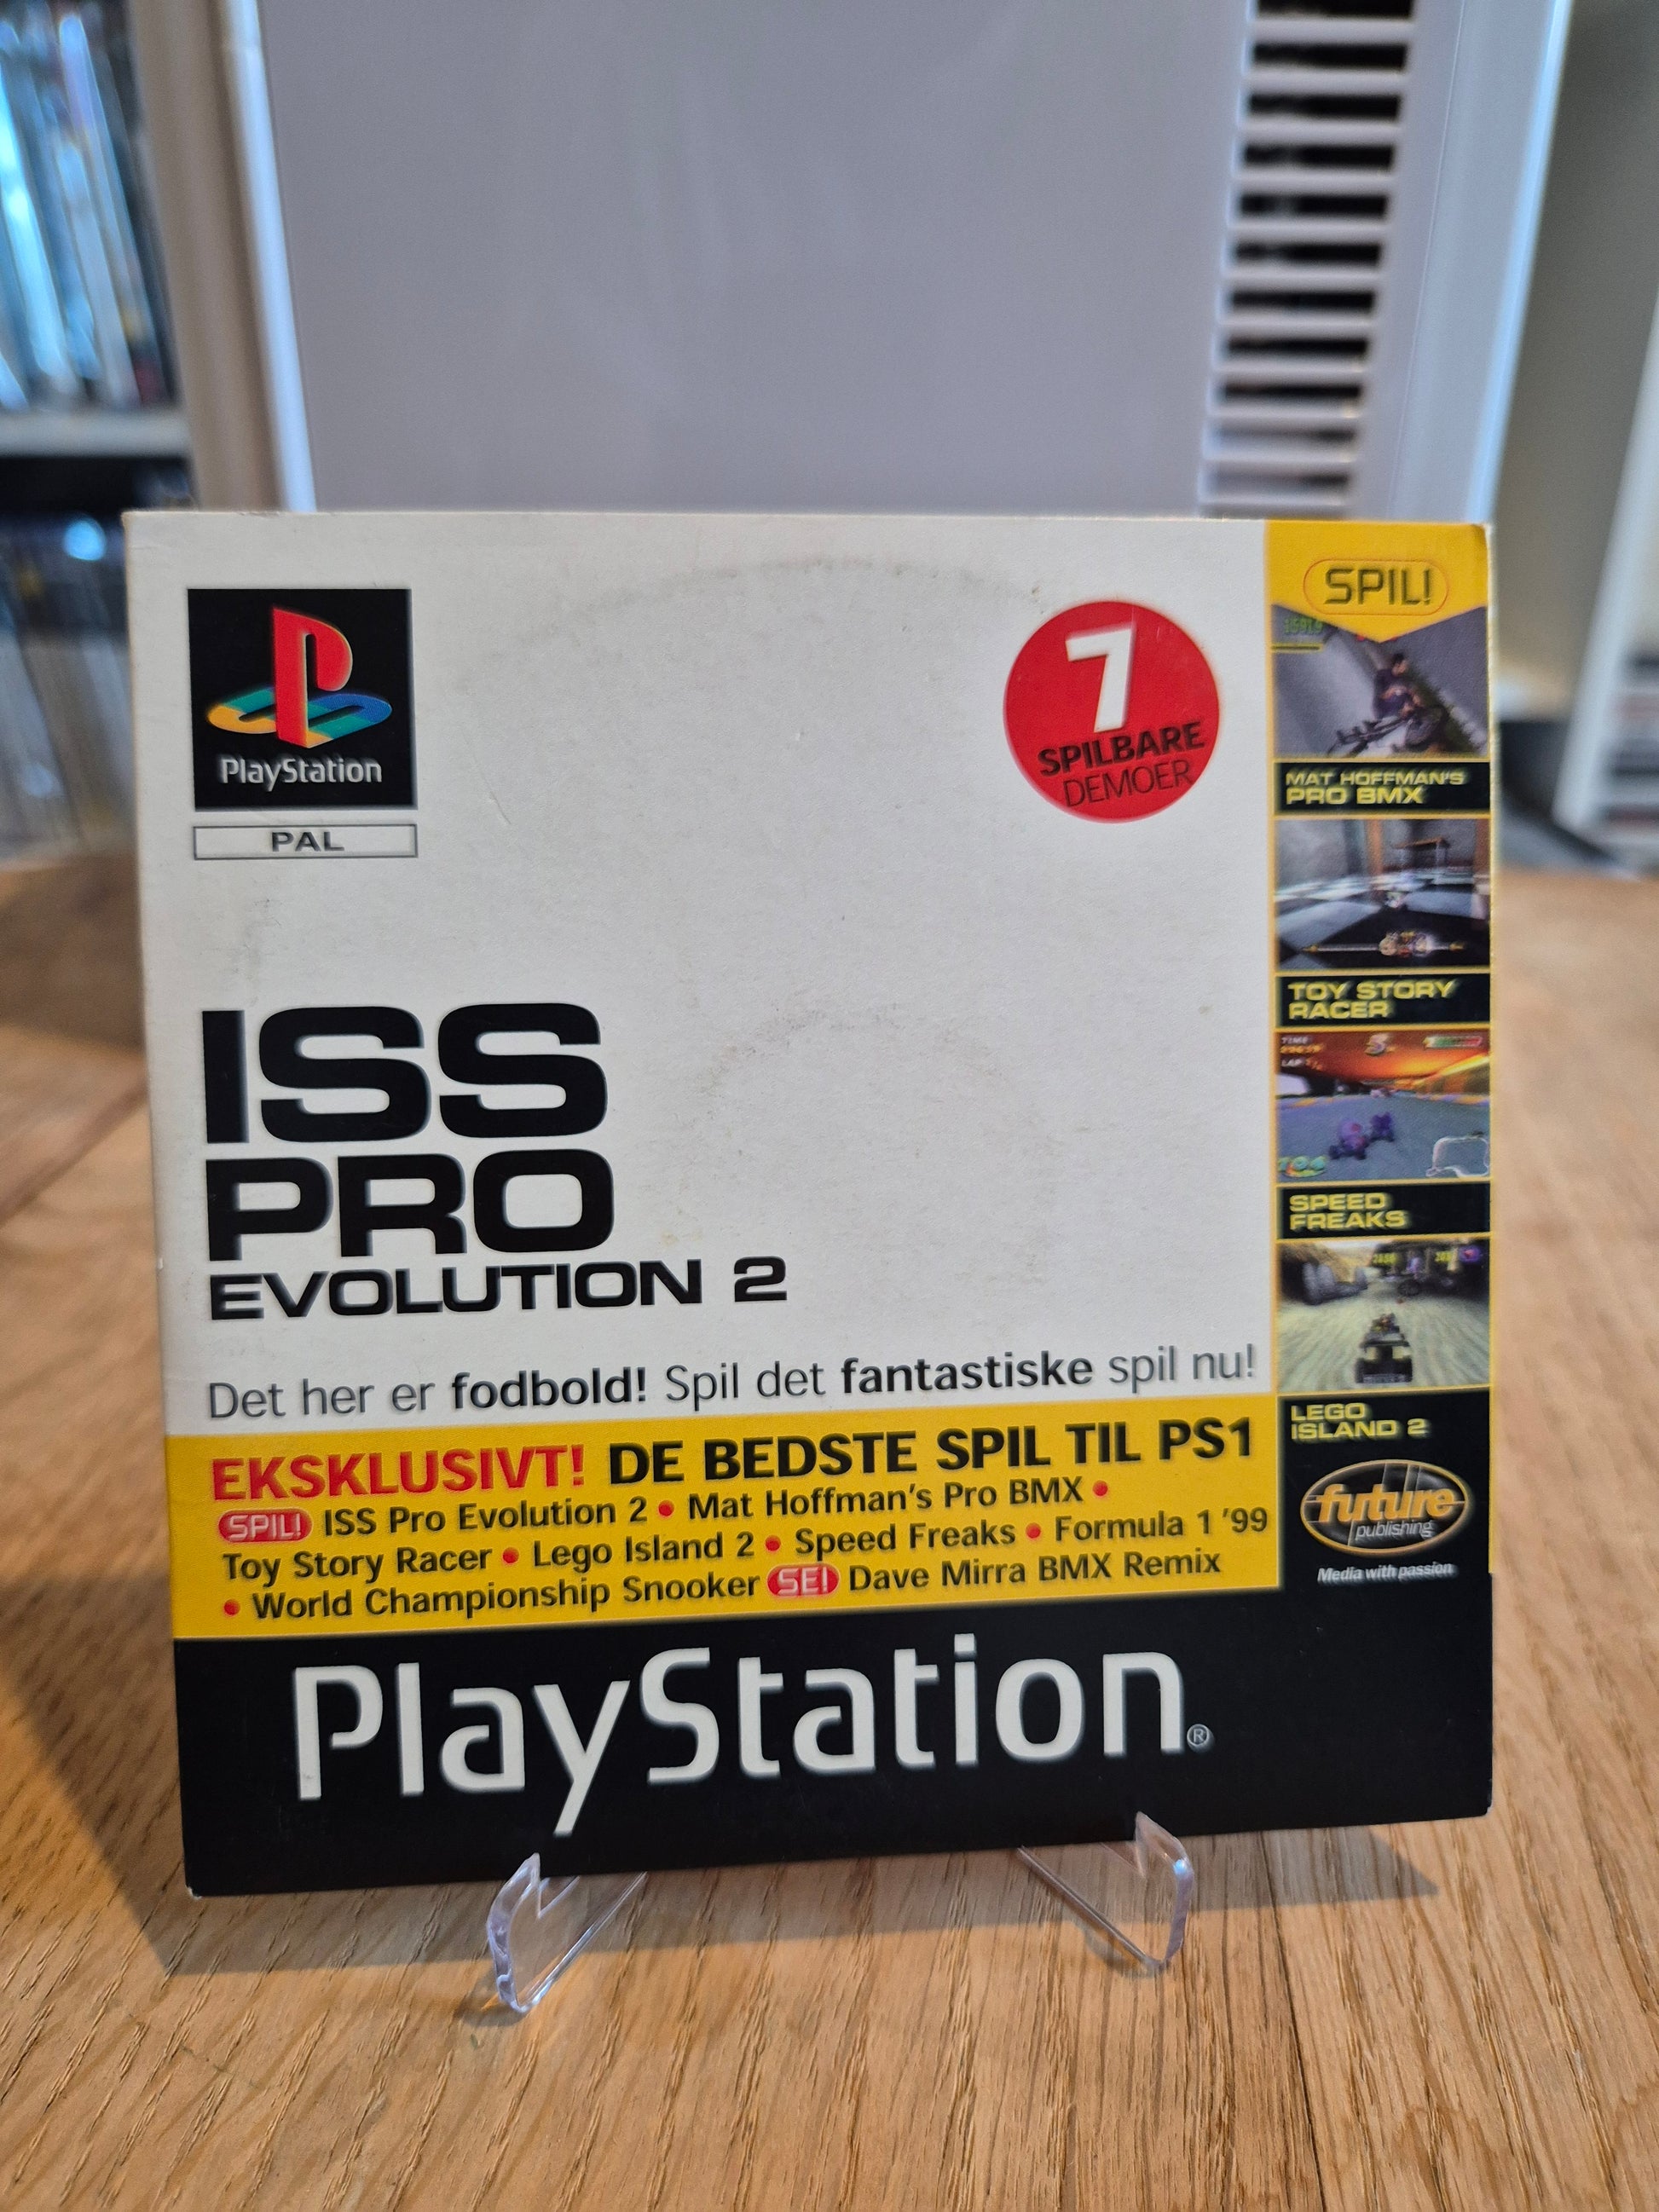 PlayStation
PAL
7
SPILBARE
DEMOER
ISS
PRO
EVOLUTION 2
Det her er fodbold! Spil det fantastiske spil nu!
EKSKLUSIVT! DE BEDSTE SPIL TIL PS1
SPIL! ISS Pro Evolution 2 • Mat Hoffman's Pro BMX •
Toy Story Racer • Lego Island 2 • Speed Freaks • Formula 1 '99
• World Championship Snooker SE! Dave Mirra BMX Remix
PlayStation®
SPIL!
MAT HOFFMAN'S
PRO BMX
TOY STORY
RACER
TIME
LAP
SPEED
FREAKS
LEGO
ISLAND 2
future
publishing
Media with passion